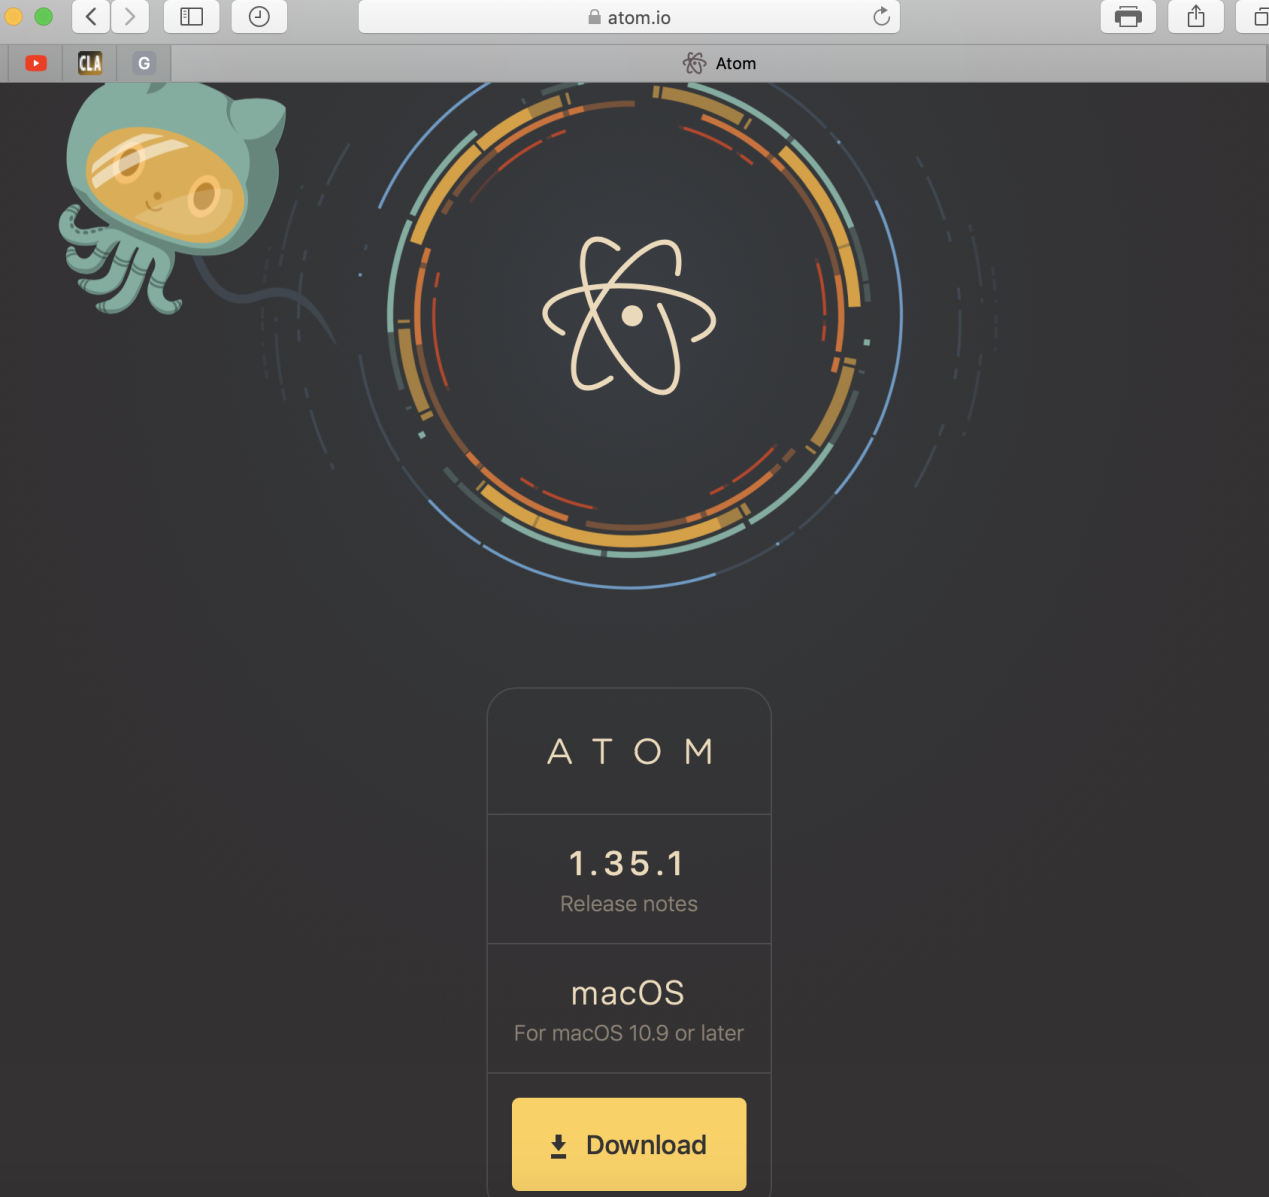 atom.io
CLA
G
Atom
ATOM
1.35.1
Release notes
macOS
For macOS 10.9 or later
Download